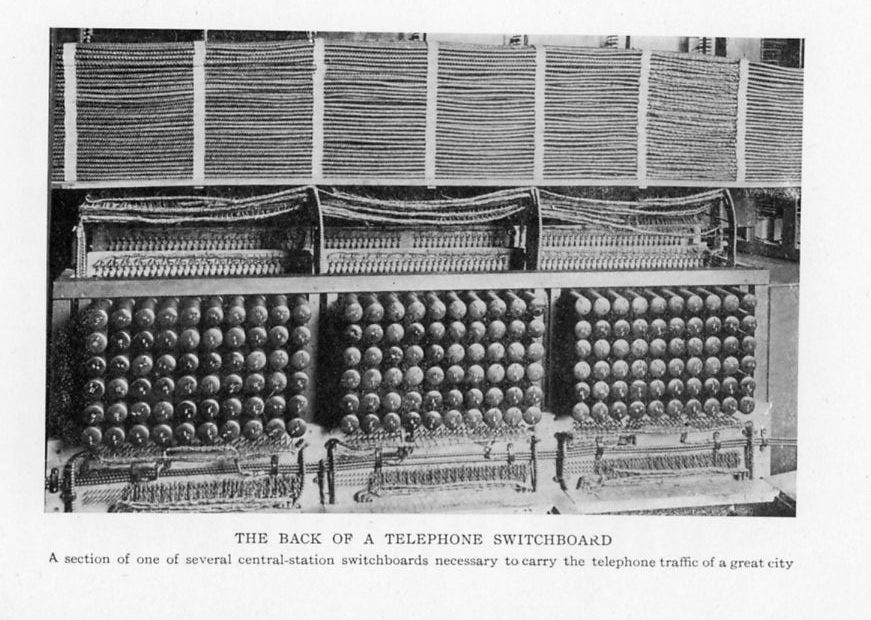 THE BACK OF A TELEPHONE SWITCHBOARD
A section of one of several central-station switchboards necessary to carry the telephone traffic of a great city